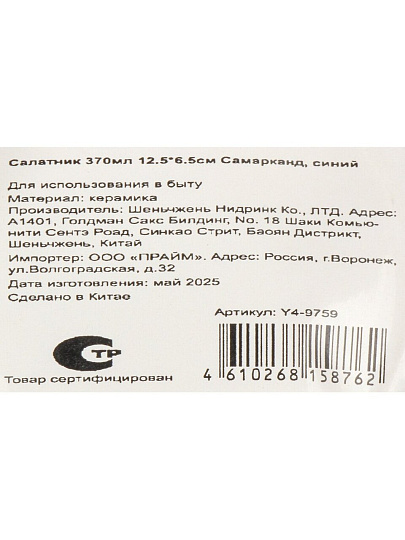 Салатник 370мл 12.5*6.5см Самарканд, синий
Для использования в быту
Материал: керамика
Производитель: Шеньчжень Нидринк Ко., ЛТД. Адрес:
А1401, Голдман Сакс Билдинг, No. 18 Шаки Комью-
нити Сентэ Роад, Синкао Стрит, Баоян Дистрикт,
Шеньчжень, Китай
Импортер: ООО «ПРАЙМ». Адрес: Россия, г.Воронеж,
ул.Волгоградская, д.32
Дата изготовления: май 2025
Сделано в Китае
Артикул: Y4-9759
ТР
Товар сертифицирован
4 610268 158762